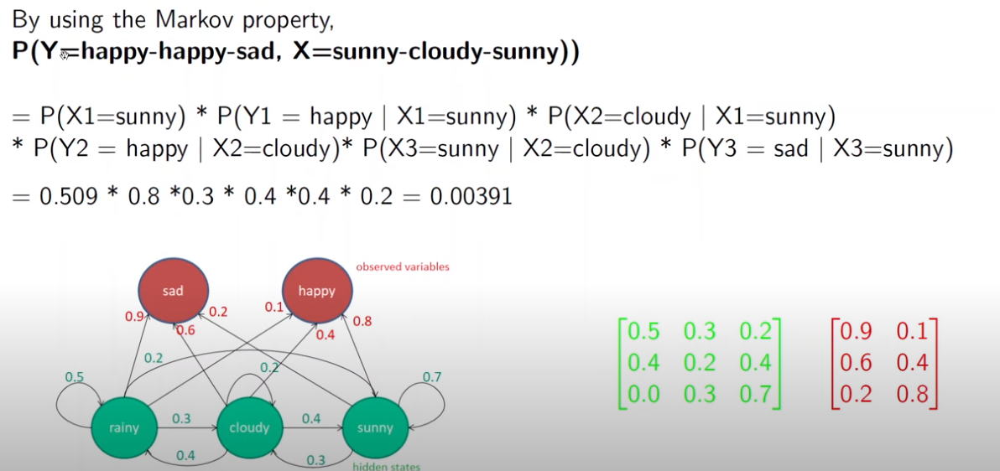 By using the Markov property,
P(Y=happy-happy-sad, X=sunny-cloudy-sunny))
= P(X1=sunny) * P(Y1 = happy | X1=sunny) * P(X2=cloudy | X1=sunny)
* P(Y2 = happy | X2=cloudy)* P(X3=sunny | X2=cloudy) * P(Y3 = sad | X3=sunny)
= 0.509 * 0.8 *0.3 * 0.4 *0.4 * 0.2 = 0.00391
observed variables
sad
happy
0.9
0.6
0.2
0.1
0.4
0.8
0.2
0.2
0.5
0.7
rainy
0.3
cloudy
0.4
sunny
0.4
0.3
hidden states
0.5 0.3 0.2
0.4 0.2 0.4
0.0 0.3 0.7
0.9 0.1
0.6 0.4
0.2 0.8